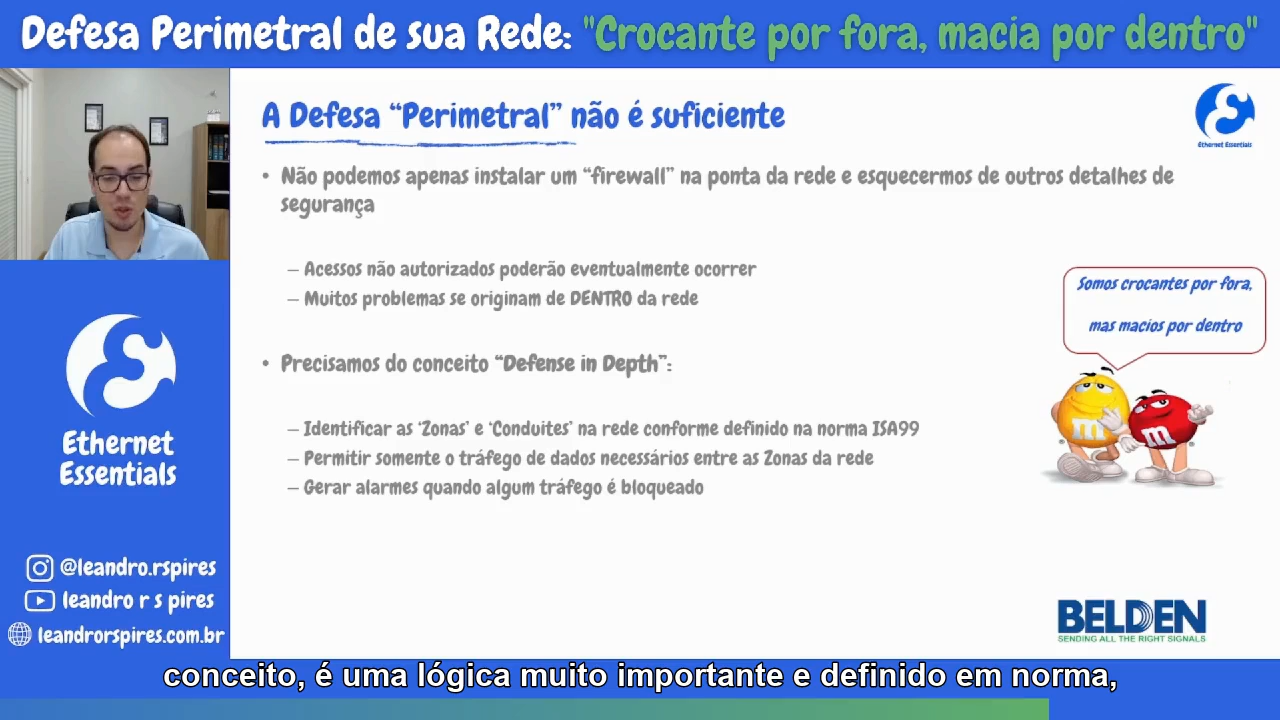 Defesa Perimetral de sua Rede: "Crocante por fora, macia por dentro"
A Defesa “Perimetral” não é suficiente
Ethernet Essentials
• Não podemos apenas instalar um “firewall” na ponta da rede e esquecermos de outros detalhes de
segurança
– Acessos não autorizados poderão eventualmente ocorrer
– Muitos problemas se originam de DENTRO da rede
• Precisamos do conceito “Defense in Depth”:
– Identificar as ‘Zonas’ e ‘Conduites’ na rede conforme definido na norma ISA99
– Permitir somente o tráfego de dados necessários entre as Zonas da rede
– Gerar alarmes quando algum tráfego é bloqueado
Somos crocantes por fora,
mas macios por dentro
m
m
Ethernet
Essentials
@leandro.rspires
leandro r s pires
leandrorspires.com.br
BELDEN
SENDING ALL THE RIGHT SIGNALS
conceito, é uma lógica muito importante e definido em norma,